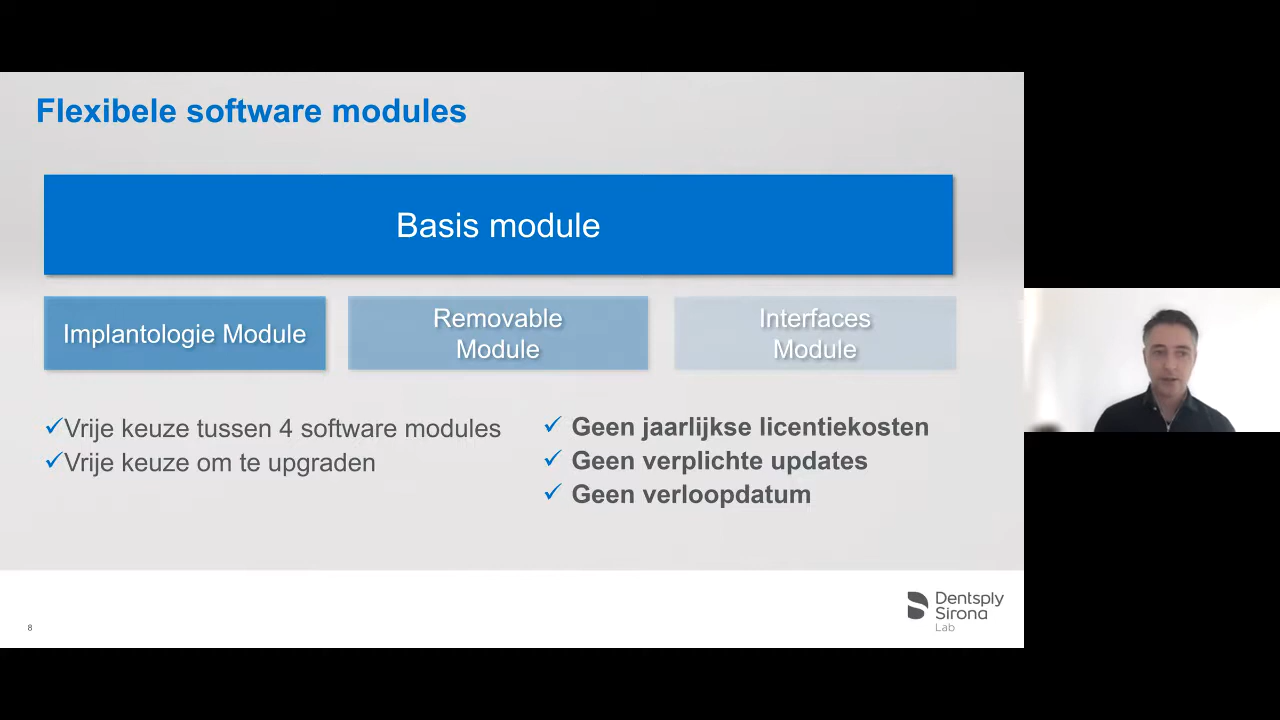 Flexibele software modules
Basis module
Implantologie Module
Removable
Module
Interfaces
Module
Vrije keuze tussen 4 software modules
Vrije keuze om te upgraden
Geen jaarlijkse licentiekosten
Geen verplichte updates
Geen verloopdatum
8
Dentsply
Sirona
Lab